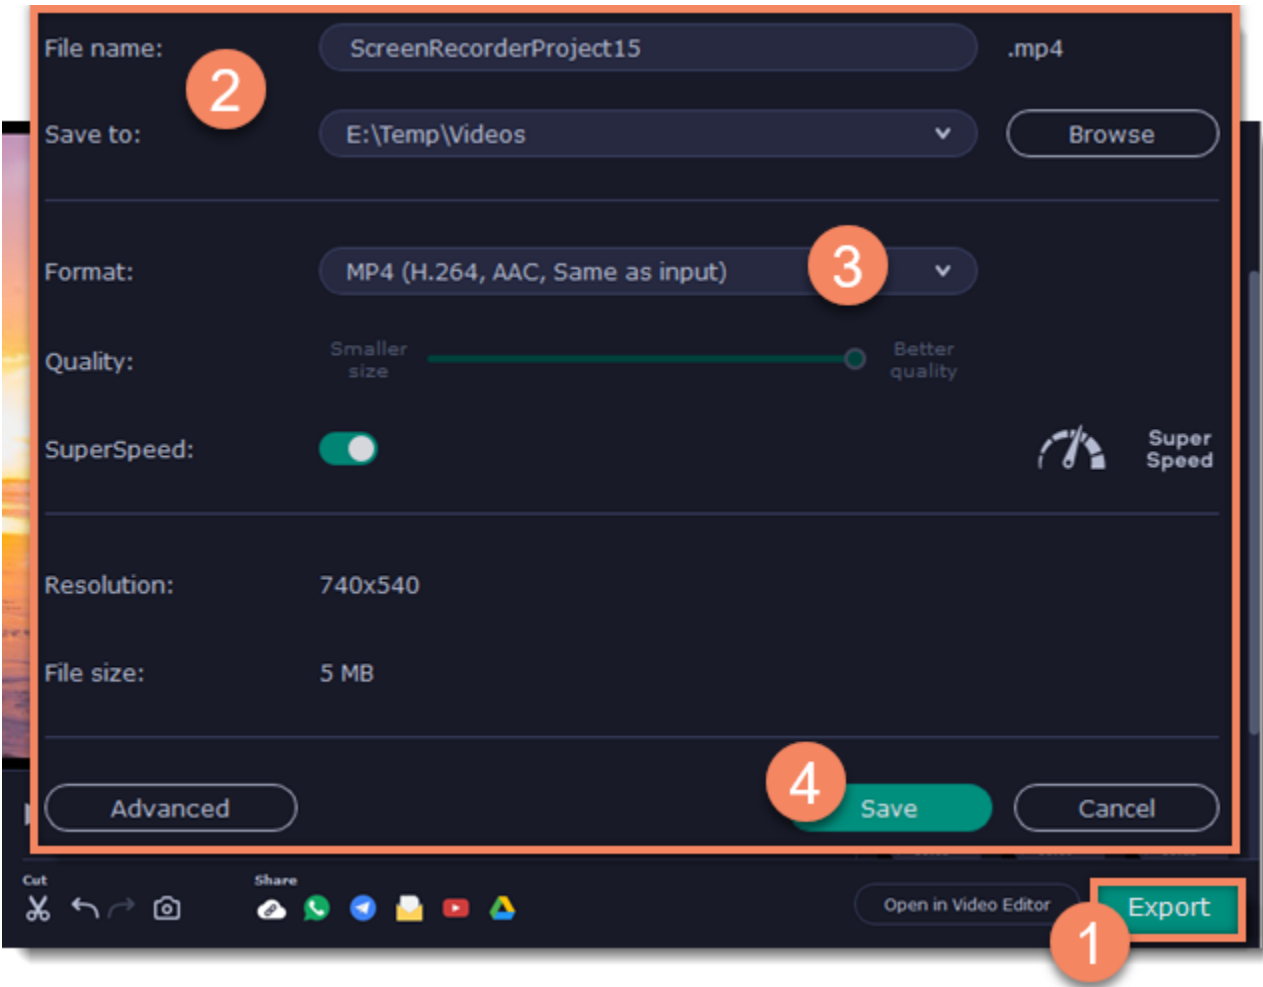 File name: ScreenRecorderProject15 .mp4
2
Save to: E:\Temp\Videos Browse
Format: MP4 (H.264, AAC, Same as input) 3
Quality: Smaller size Better quality
SuperSpeed: Super Speed
Resolution: 740x540
File size: 5 MB
Advanced 4 Save Cancel
Cut Share
Open in Video Editor Export
1